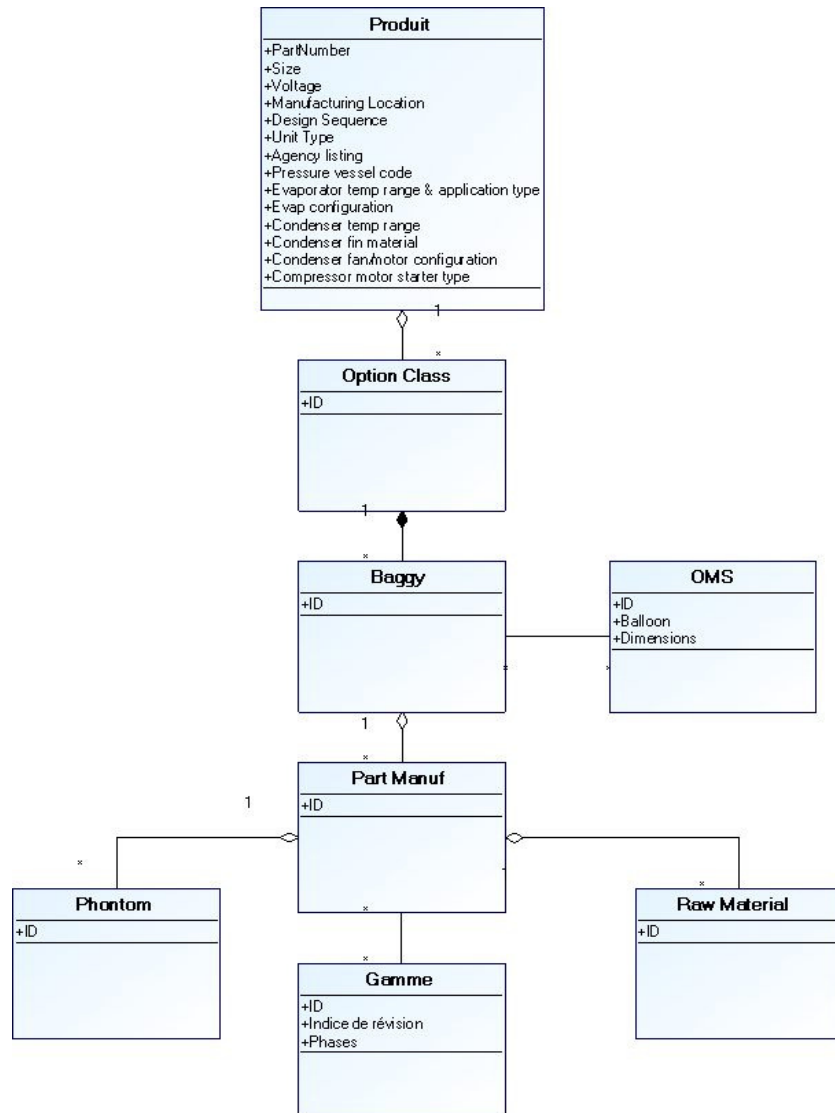 Produit
+PartNumber
+Size
+Voltage
+Manufacturing Location
+Design Sequence
+Unit Type
+Agency listing
+Pressure vessel code
+Evaporator temp range & application type
+Evap configuration
+Condenser temp range
+Condenser fin material
+Condenser fan/motor configuration
+Compressor motor starter type
1
*
Option Class
+ID
1
*
Baggy
+ID
OMS
+ID
+Balloon
+Dimensions
*
*
1
*
Part Manuf
+ID
1
*
*
Phontom
+ID
*
Raw Material
+ID
*
Gamme
+ID
+Indice de révision
+Phases